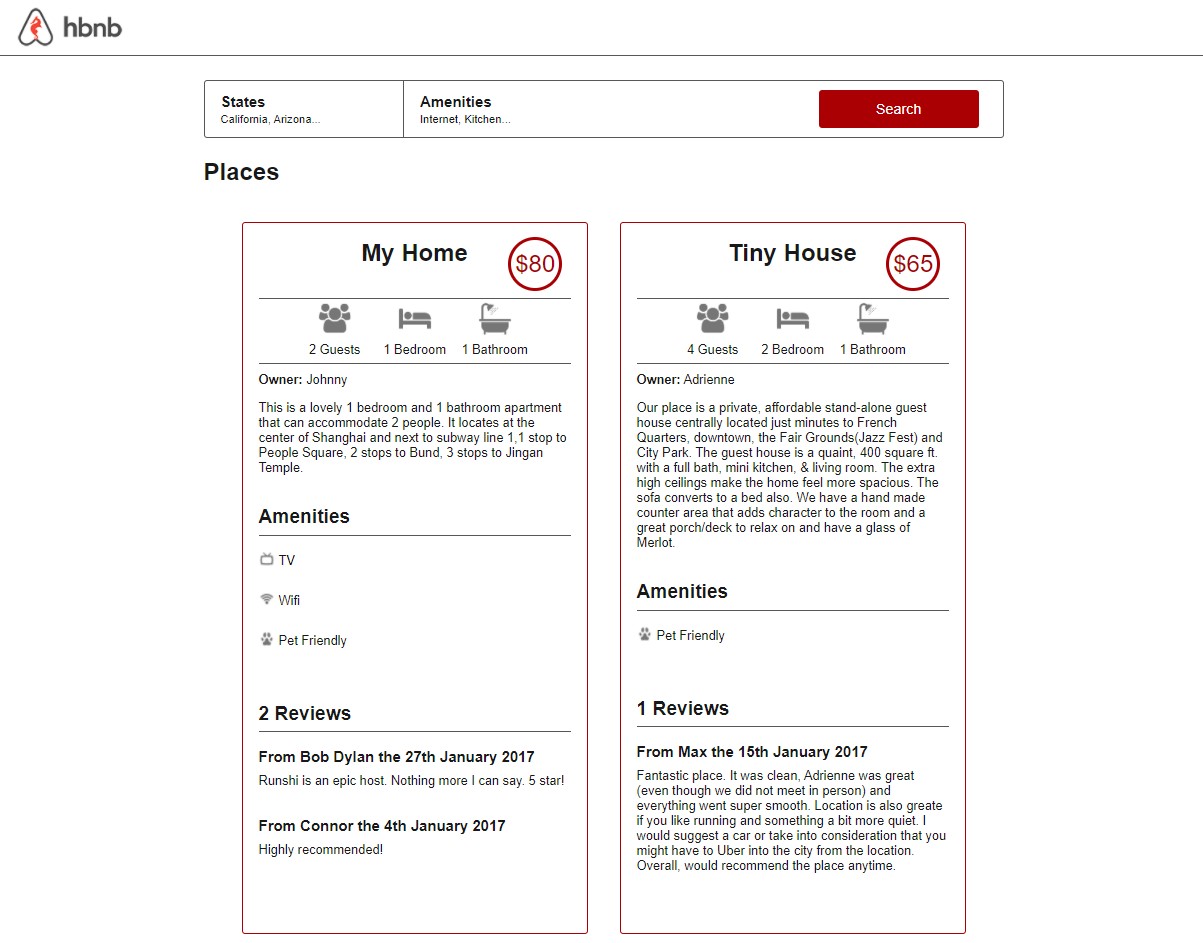 hbnb
States
California, Arizona...
Amenities
Internet, Kitchen...
Search
Places
My Home
$80
2 Guests 1 Bedroom 1 Bathroom
Owner: Johnny
This is a lovely 1 bedroom and 1 bathroom apartment
that can accommodate 2 people. It locates at the
center of Shanghai and next to subway line 1,1 stop to
People Square, 2 stops to Bund, 3 stops to Jingan
Temple.
Amenities
TV
Wifi
Pet Friendly
2 Reviews
From Bob Dylan the 27th January 2017
Runshi is an epic host. Nothing more I can say. 5 star!
From Connor the 4th January 2017
Highly recommended!
Tiny House
$65
4 Guests 2 Bedroom 1 Bathroom
Owner: Adrienne
Our place is a private, affordable stand-alone guest
house centrally located just minutes to French
Quarters, downtown, the Fair Grounds(Jazz Fest) and
City Park. The guest house is a quaint, 400 square ft.
with a full bath, mini kitchen, & living room. The extra
high ceilings make the home feel more spacious. The
sofa converts to a bed also. We have a hand made
counter area that adds character to the room and a
great porch/deck to relax on and have a glass of
Merlot.
Amenities
Pet Friendly
1 Reviews
From Max the 15th January 2017
Fantastic place. It was clean, Adrienne was great
(even though we did not meet in person) and
everything went super smooth. Location is also greate
if you like running and something a bit more quiet. I
would suggest a car or take into consideration that you
might have to Uber into the city from the location.
Overall, would recommend the place anytime.